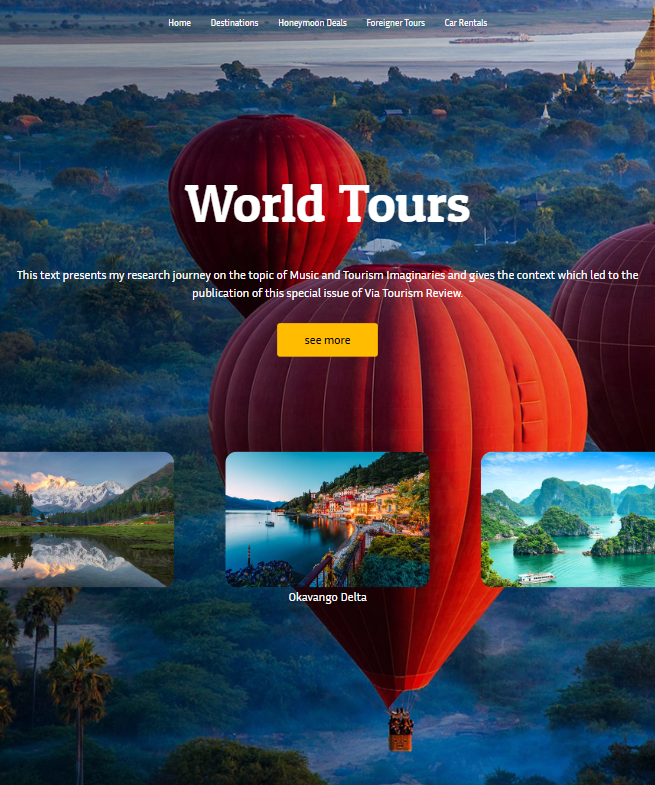 Home Destinations Honeymoon Deals Foreigner Tours Car Rentals
World Tours
This text presents my research journey on the topic of Music and Tourism Imaginaries and gives the context which led to the
publication of this special issue of Via Tourism Review.
see more
Okavango Delta